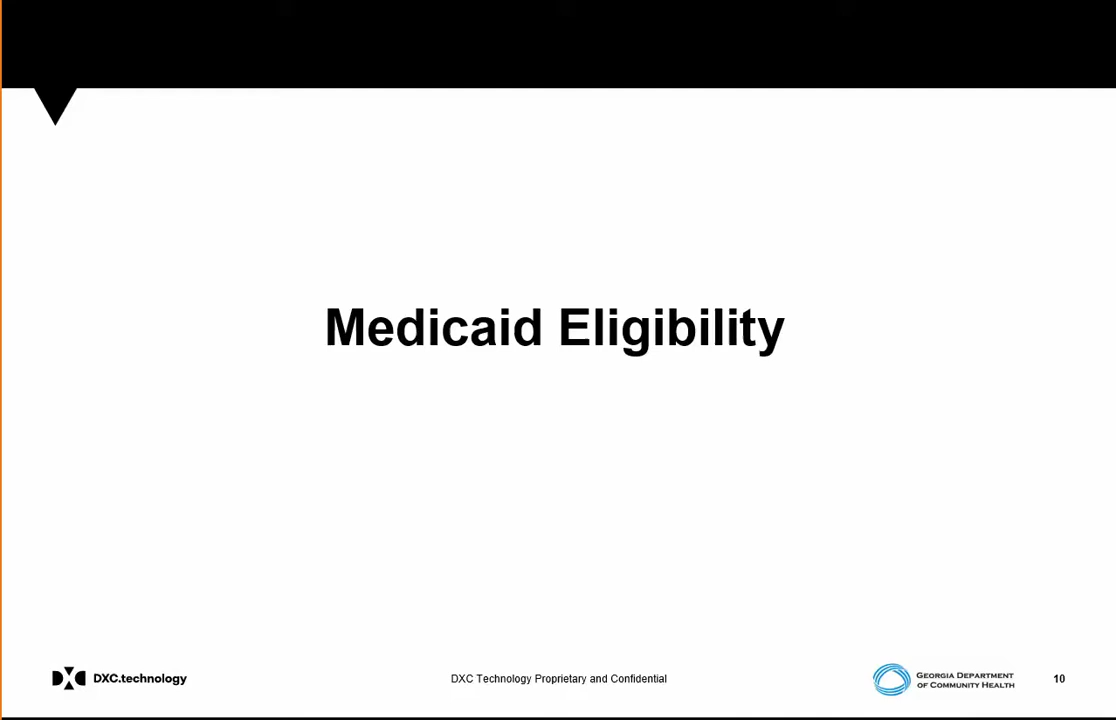 Medicaid Eligibility
DXC.technology
DXC Technology Proprietary and Confidential
GEORGIA DEPARTMENT
OF COMMUNITY HEALTH
10